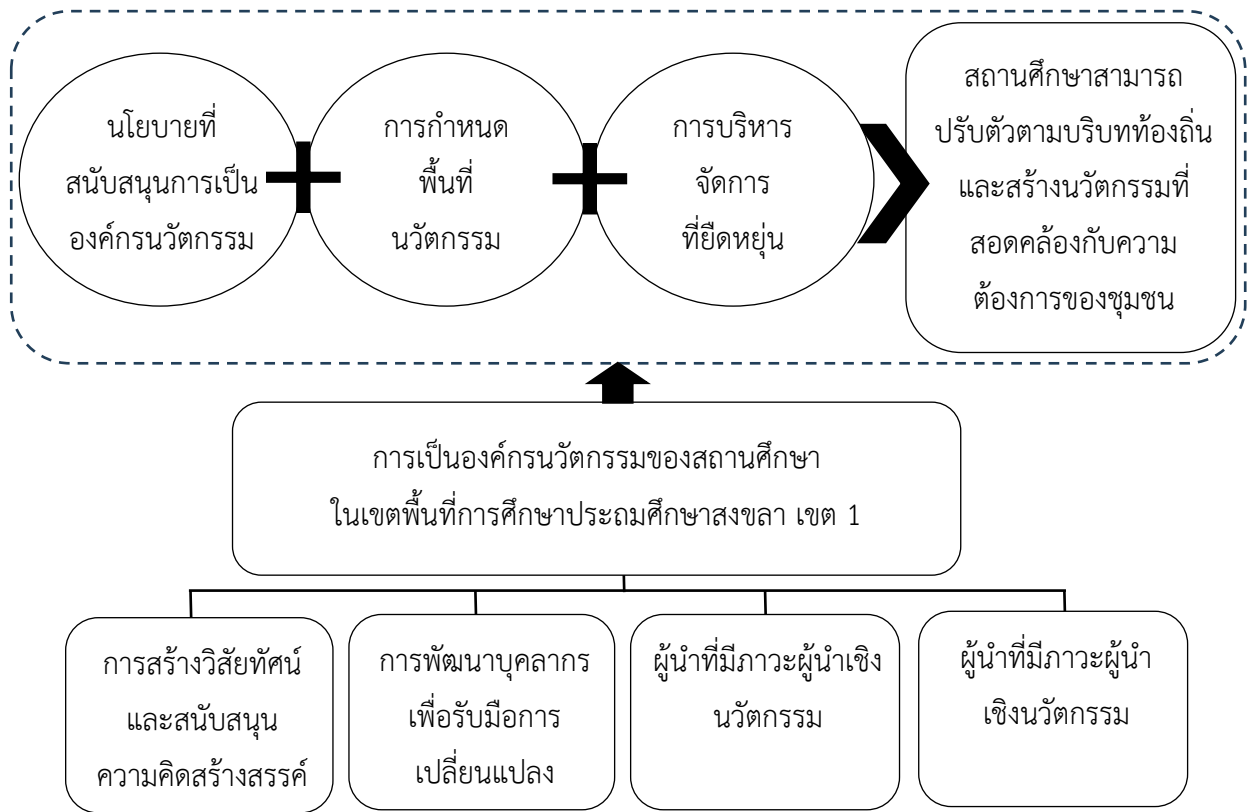 นโยบายที่
สนับสนุนการเป็น
องค์กรนวัตกรรม
การกำหนด
พื้นที่
นวัตกรรม
การบริหาร
จัดการ
ที่ยืดหยุ่น
สถานศึกษาสามารถ
ปรับตัวตามบริบทท้องถิ่น
และสร้างนวัตกรรมที่
สอดคล้องกับความ
ต้องการของชุมชน
การเป็นองค์กรนวัตกรรมของสถานศึกษา
ในเขตพื้นที่การศึกษาประถมศึกษาสงขลา เขต 1
การสร้างวิสัยทัศน์
และสนับสนุน
ความคิดสร้างสรรค์
การพัฒนาบุคลากร
เพื่อรับมือการ
เปลี่ยนแปลง
ผู้นำที่มีภาวะผู้นำเชิง
นวัตกรรม
ผู้นำที่มีภาวะผู้นำ
เชิงนวัตกรรม